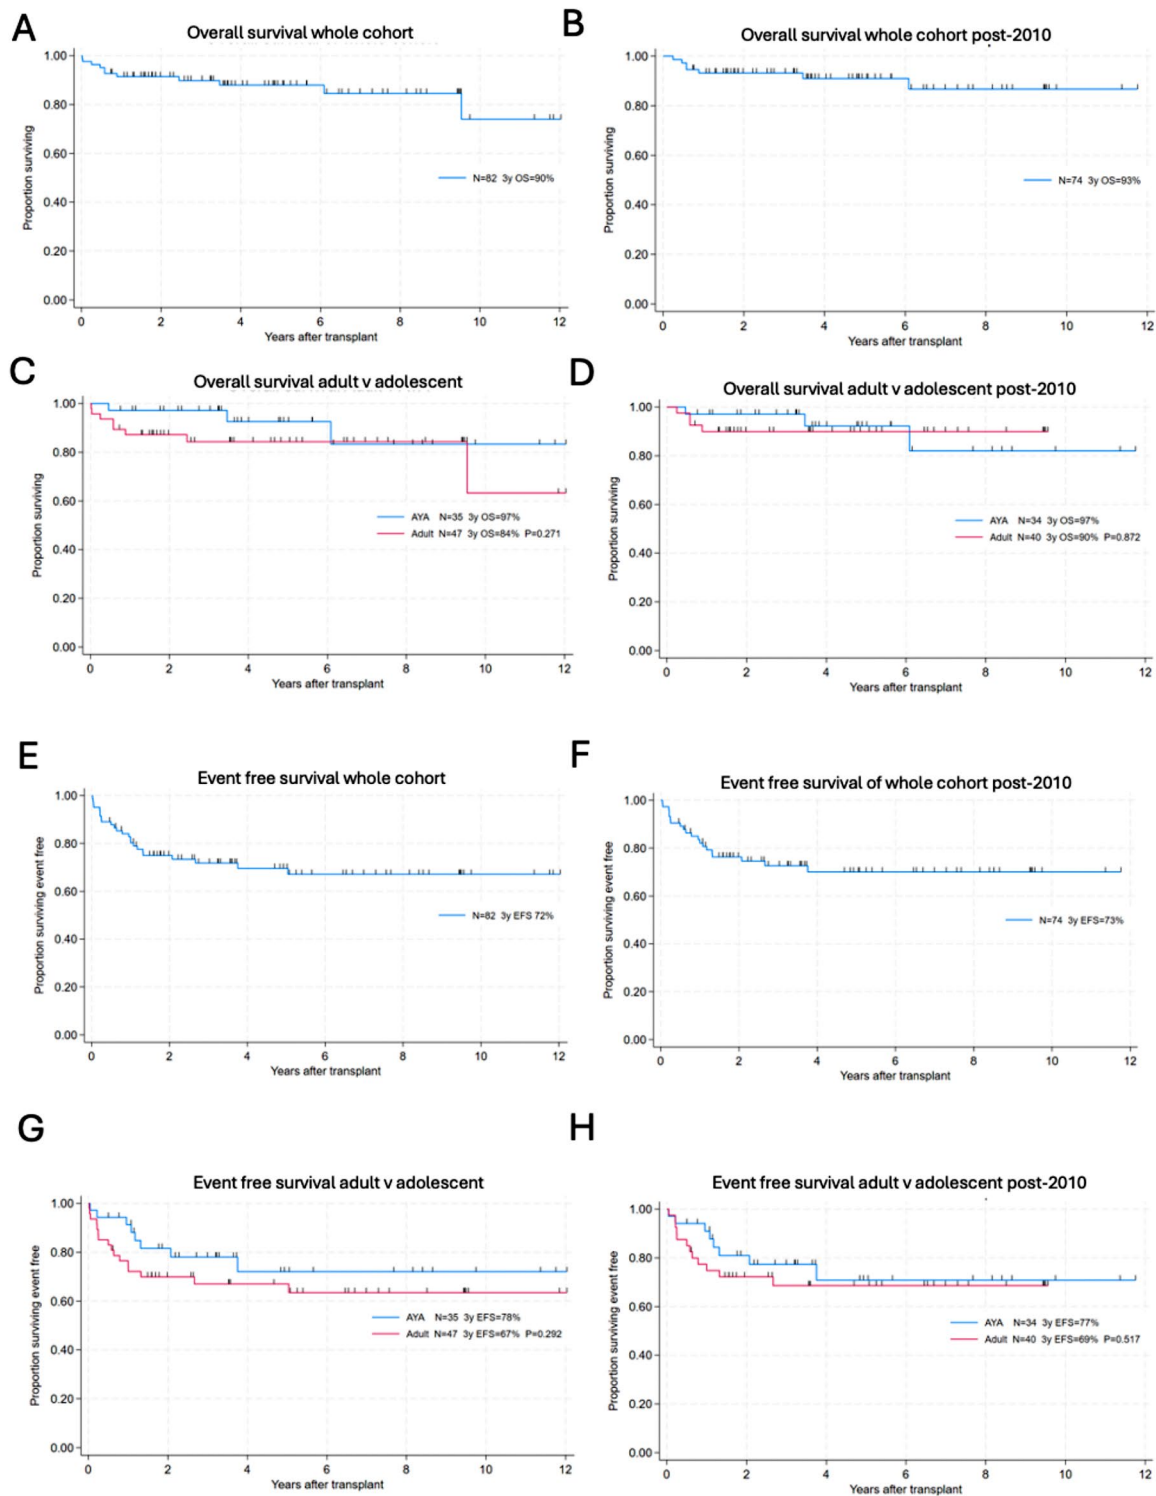 A
Overall survival whole cohort
1.00
0.80
0.60
0.40
0.20
0.00
Proportion surviving
N=82 3y OS=90%
0 2 4 6 8 10 12
Years after transplant
B
Overall survival whole cohort post-2010
1.00
0.80
0.60
0.40
0.20
0.00
Proportion surviving
N=74 3y OS=93%
0 2 4 6 8 10 12
Years after transplant
C
Overall survival adult v adolescent
1.00
0.80
0.60
0.40
0.20
0.00
Proportion surviving
AYA N=35 3y OS=97%
Adult N=47 3y OS=84% P=0.271
0 2 4 6 8 10 12
Years after transplant
D
Overall survival adult v adolescent post-2010
1.00
0.80
0.60
0.40
0.20
0.00
Proportion surviving
AYA N=34 3y OS=97%
Adult N=40 3y OS=90% P=0.872
0 2 4 6 8 10 12
Years after transplant
E
Event free survival whole cohort
1.00
0.80
0.60
0.40
0.20
0.00
Proportion surviving event free
N=82 3y EFS 72%
0 2 4 6 8 10 12
Years after transplant
F
Event free survival of whole cohort post-2010
1.00
0.80
0.60
0.40
0.20
0.00
Proportion surviving event free
N=74 3y EFS=73%
0 2 4 6 8 10 12
Years after transplant
G
Event free survival adult v adolescent
1.00
0.80
0.60
0.40
0.20
0.00
Proportion surviving event free
AYA N=35 3y EFS=78%
Adult N=47 3y EFS=67% P=0.292
0 2 4 6 8 10 12
Years after transplant
H
Event free survival adult v adolescent post-2010
1.00
0.80
0.60
0.40
0.20
0.00
Proportion surviving event free
AYA N=34 3y EFS=77%
Adult N=40 3y EFS=69% P=0.517
0 2 4 6 8 10 12
Years after transplant